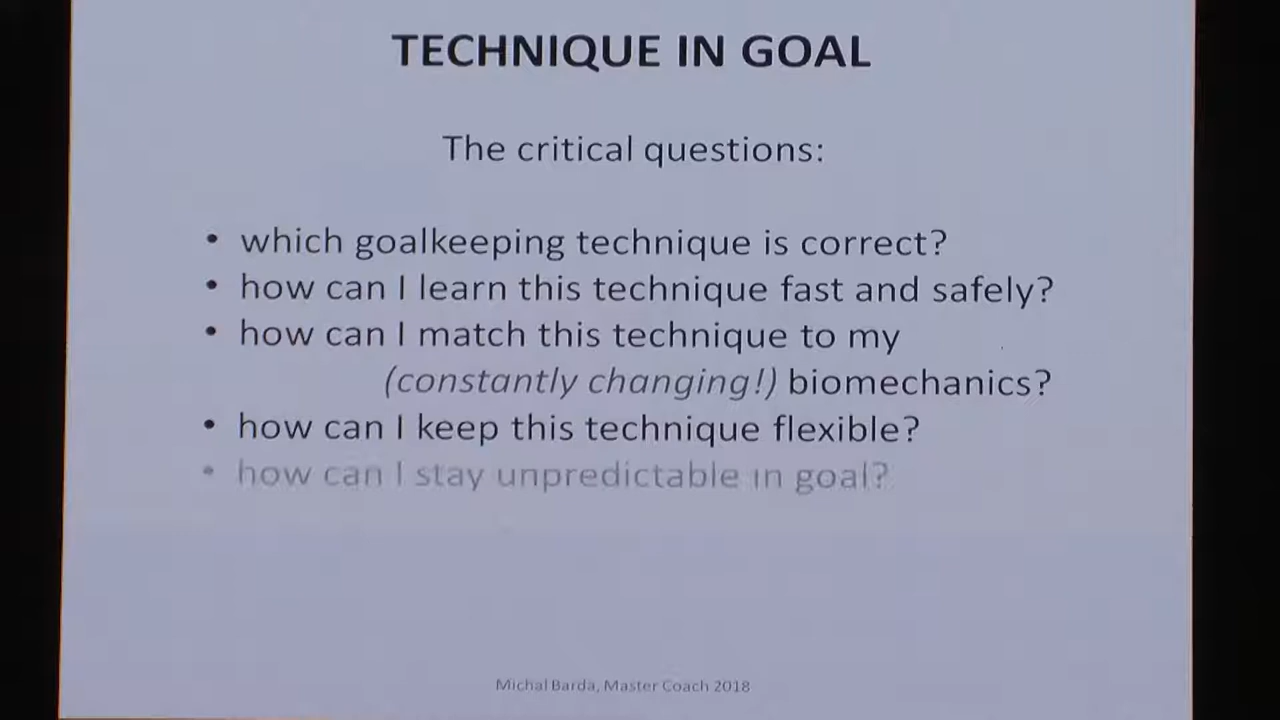 TECHNIQUE IN GOAL
The critical questions:
• which goalkeeping technique is correct?
• how can I learn this technique fast and safely?
• how can I match this technique to my
(constantly changing!) biomechanics?
• how can I keep this technique flexible?
• how can I stay unpredictable in goal?
Michal Barda, Master Coach 2018